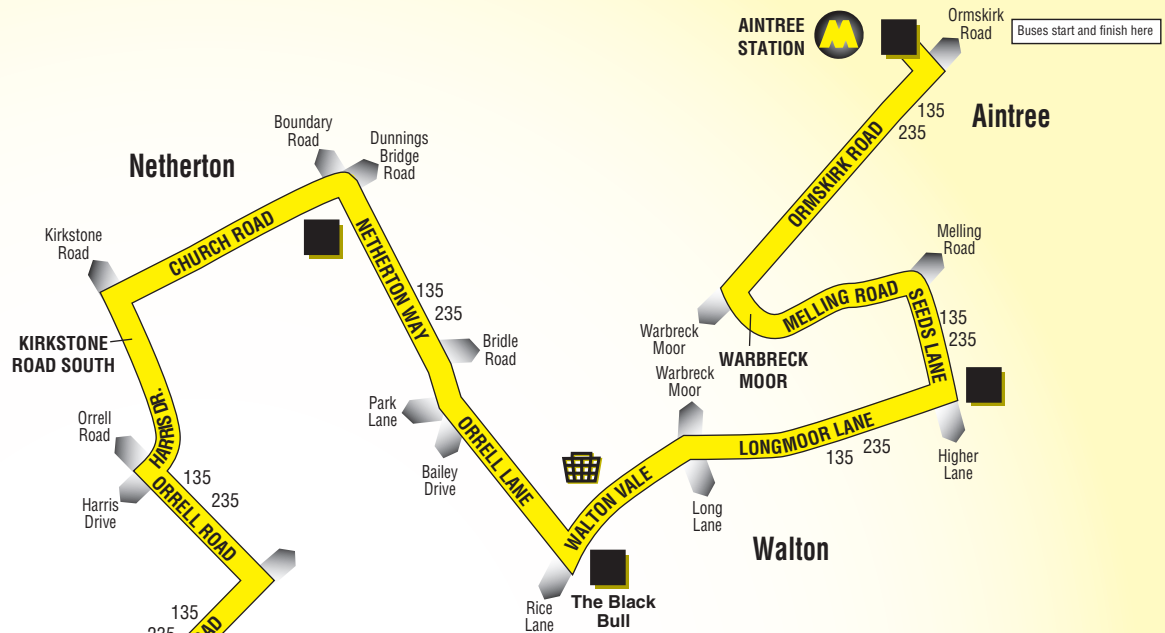 AINTREE
STATION
Ormskirk
Road
Buses start and finish here
Aintree
135
235
ORMSKIRK ROAD
Boundary
Road
Dunnings
Bridge
Road
Netherton
CHURCH ROAD
Kirkstone
Road
NETHERTON WAY
135
235
Melling
Road
MELLING ROAD
SEEDS LANE
135
235
Warbreck
Moor
WARBRECK
MOOR
KIRKSTONE
ROAD SOUTH
Bridle
Road
Warbreck
Moor
Park
Lane
HARRIS DR.
Orrell
Road
ORRELL LANE
Bailey
Drive
LONGMOOR LANE
135
235
Higher
Lane
135
235
Harris
Drive
ORRELL ROAD
WALTON VALE
Long
Lane
Walton
Rice
Lane
The Black
Bull
135
235